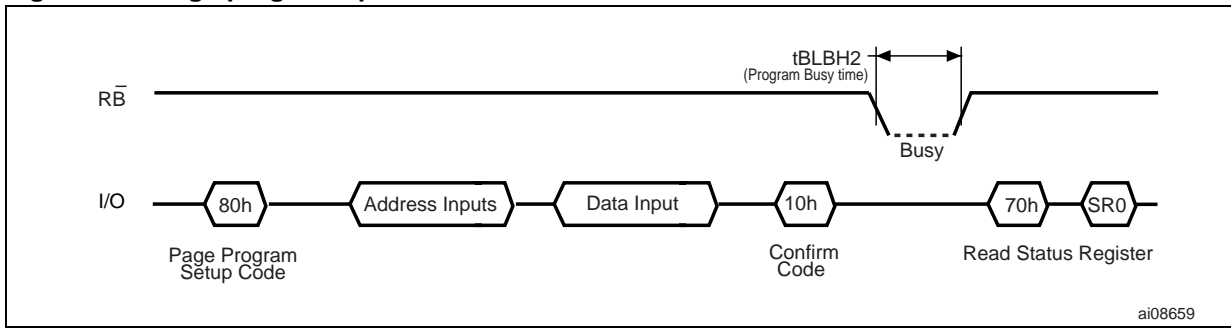 tBLBH2
(Program Busy time)
RB̅
Busy
I/O
80h
Address Inputs
Data Input
10h
70h
SR0
Page Program
Setup Code
Confirm
Code
Read Status Register
ai08659